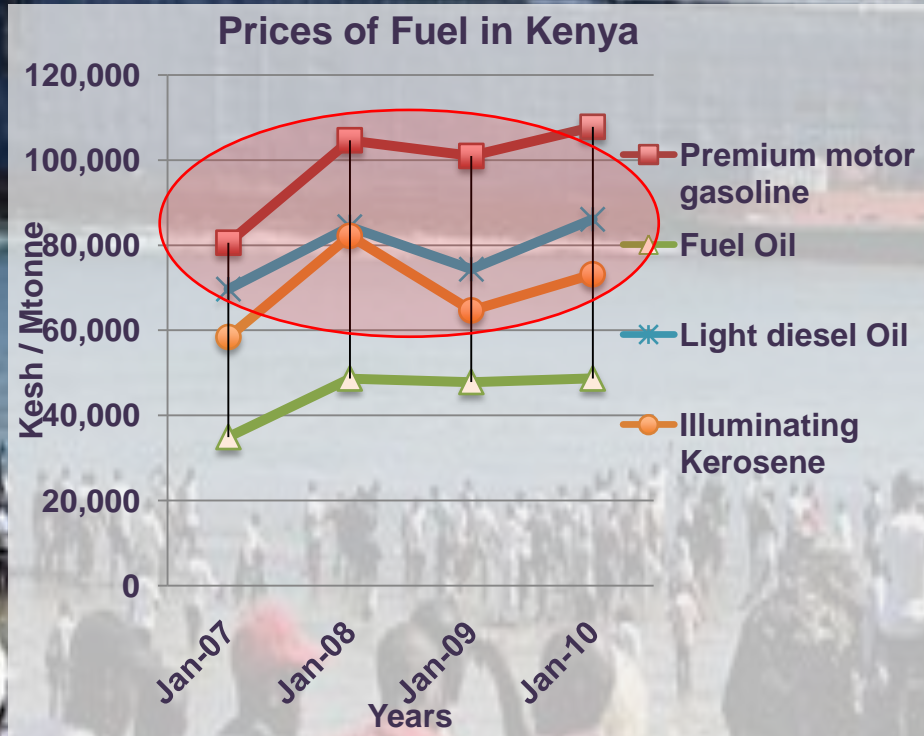 Prices of Fuel in Kenya
120,000
100,000
80,000
60,000
40,000
20,000
0
Kesh / Mtonne
Jan-07
Jan-08
Jan-09
Jan-10
Years
Premium motor
gasoline
Fuel Oil
Light diesel Oil
Illuminating
Kerosene